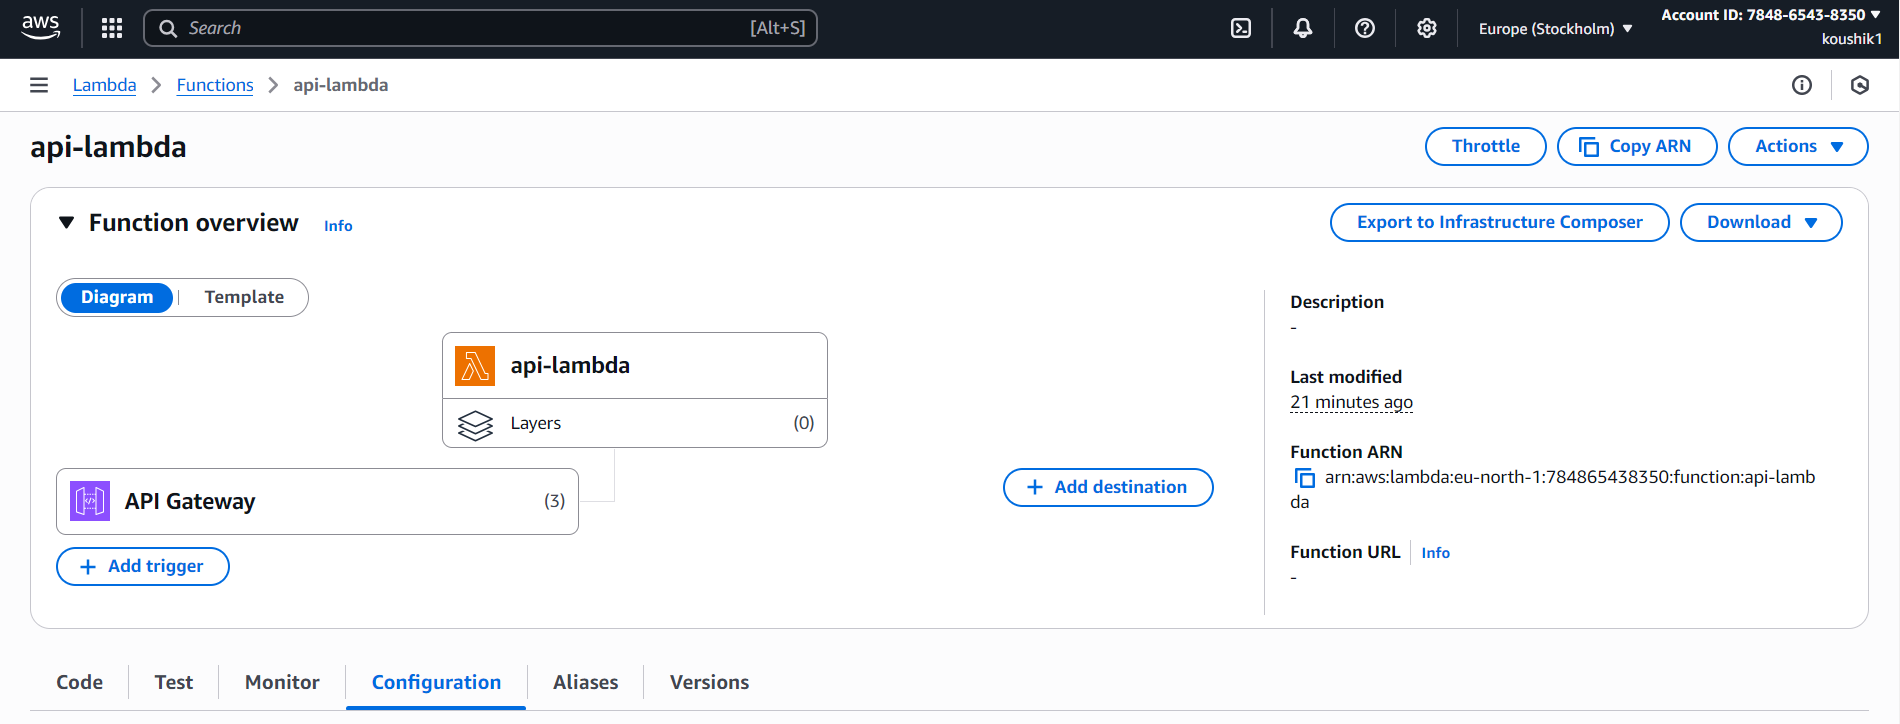 aws
Search [Alt+S]
Europe (Stockholm)
Account ID: 7848-6543-8350
koushik1
Lambda Functions api-lambda
api-lambda
Throttle Copy ARN Actions
Function overview Info
Export to Infrastructure Composer Download
Diagram Template
api-lambda
Layers (0)
API Gateway (3)
+ Add trigger
+ Add destination
Description
-
Last modified
21 minutes ago
Function ARN
arn:aws:lambda:eu-north-1:784865438350:function:api-lamb
da
Function URL Info
-
Code Test Monitor Configuration Aliases Versions